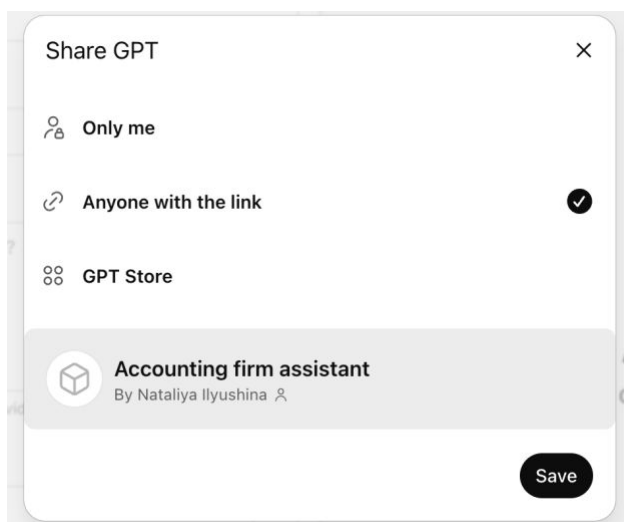 Share GPT
Only me
Anyone with the link
GPT Store
Accounting firm assistant
By Nataliya Ilyushina
Save